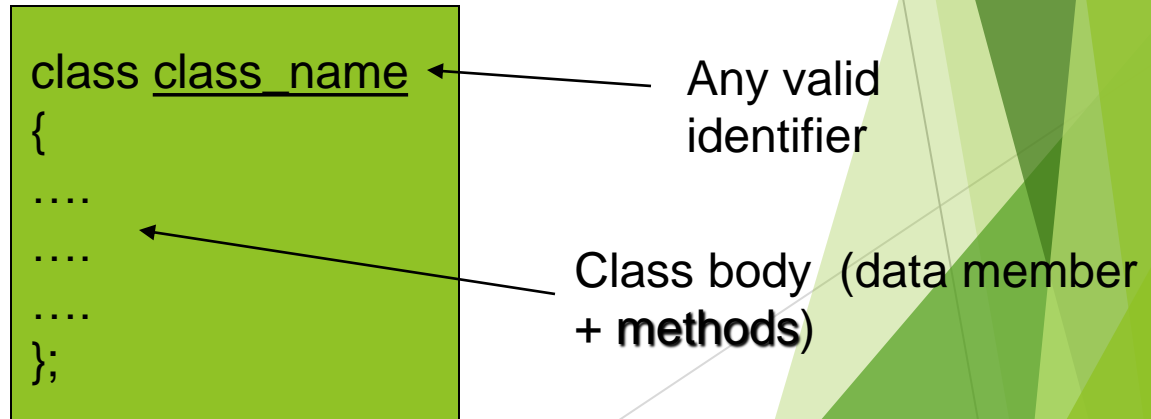 class class_name
{
….
….
….
};
Any valid
identifier
Class body (data member
+ methods)